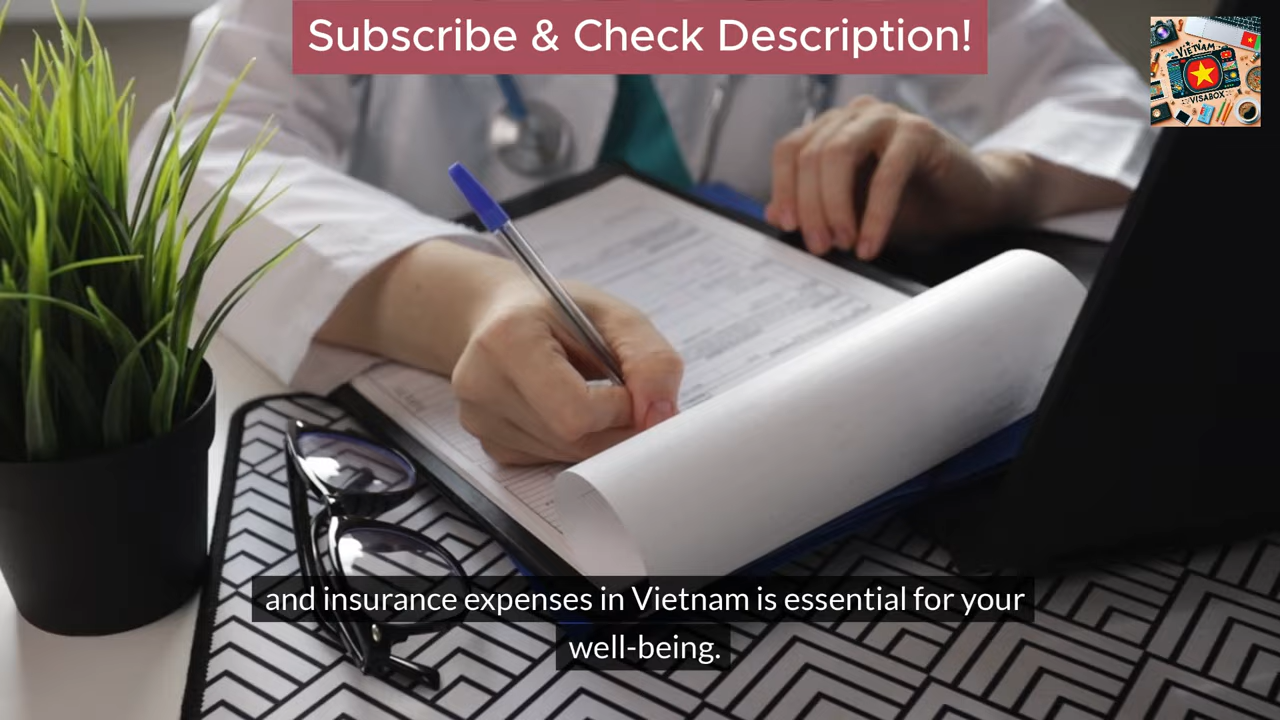 Subscribe & Check Description!
VIETNAM
VISABOX
and insurance expenses in Vietnam is essential for your
well-being.